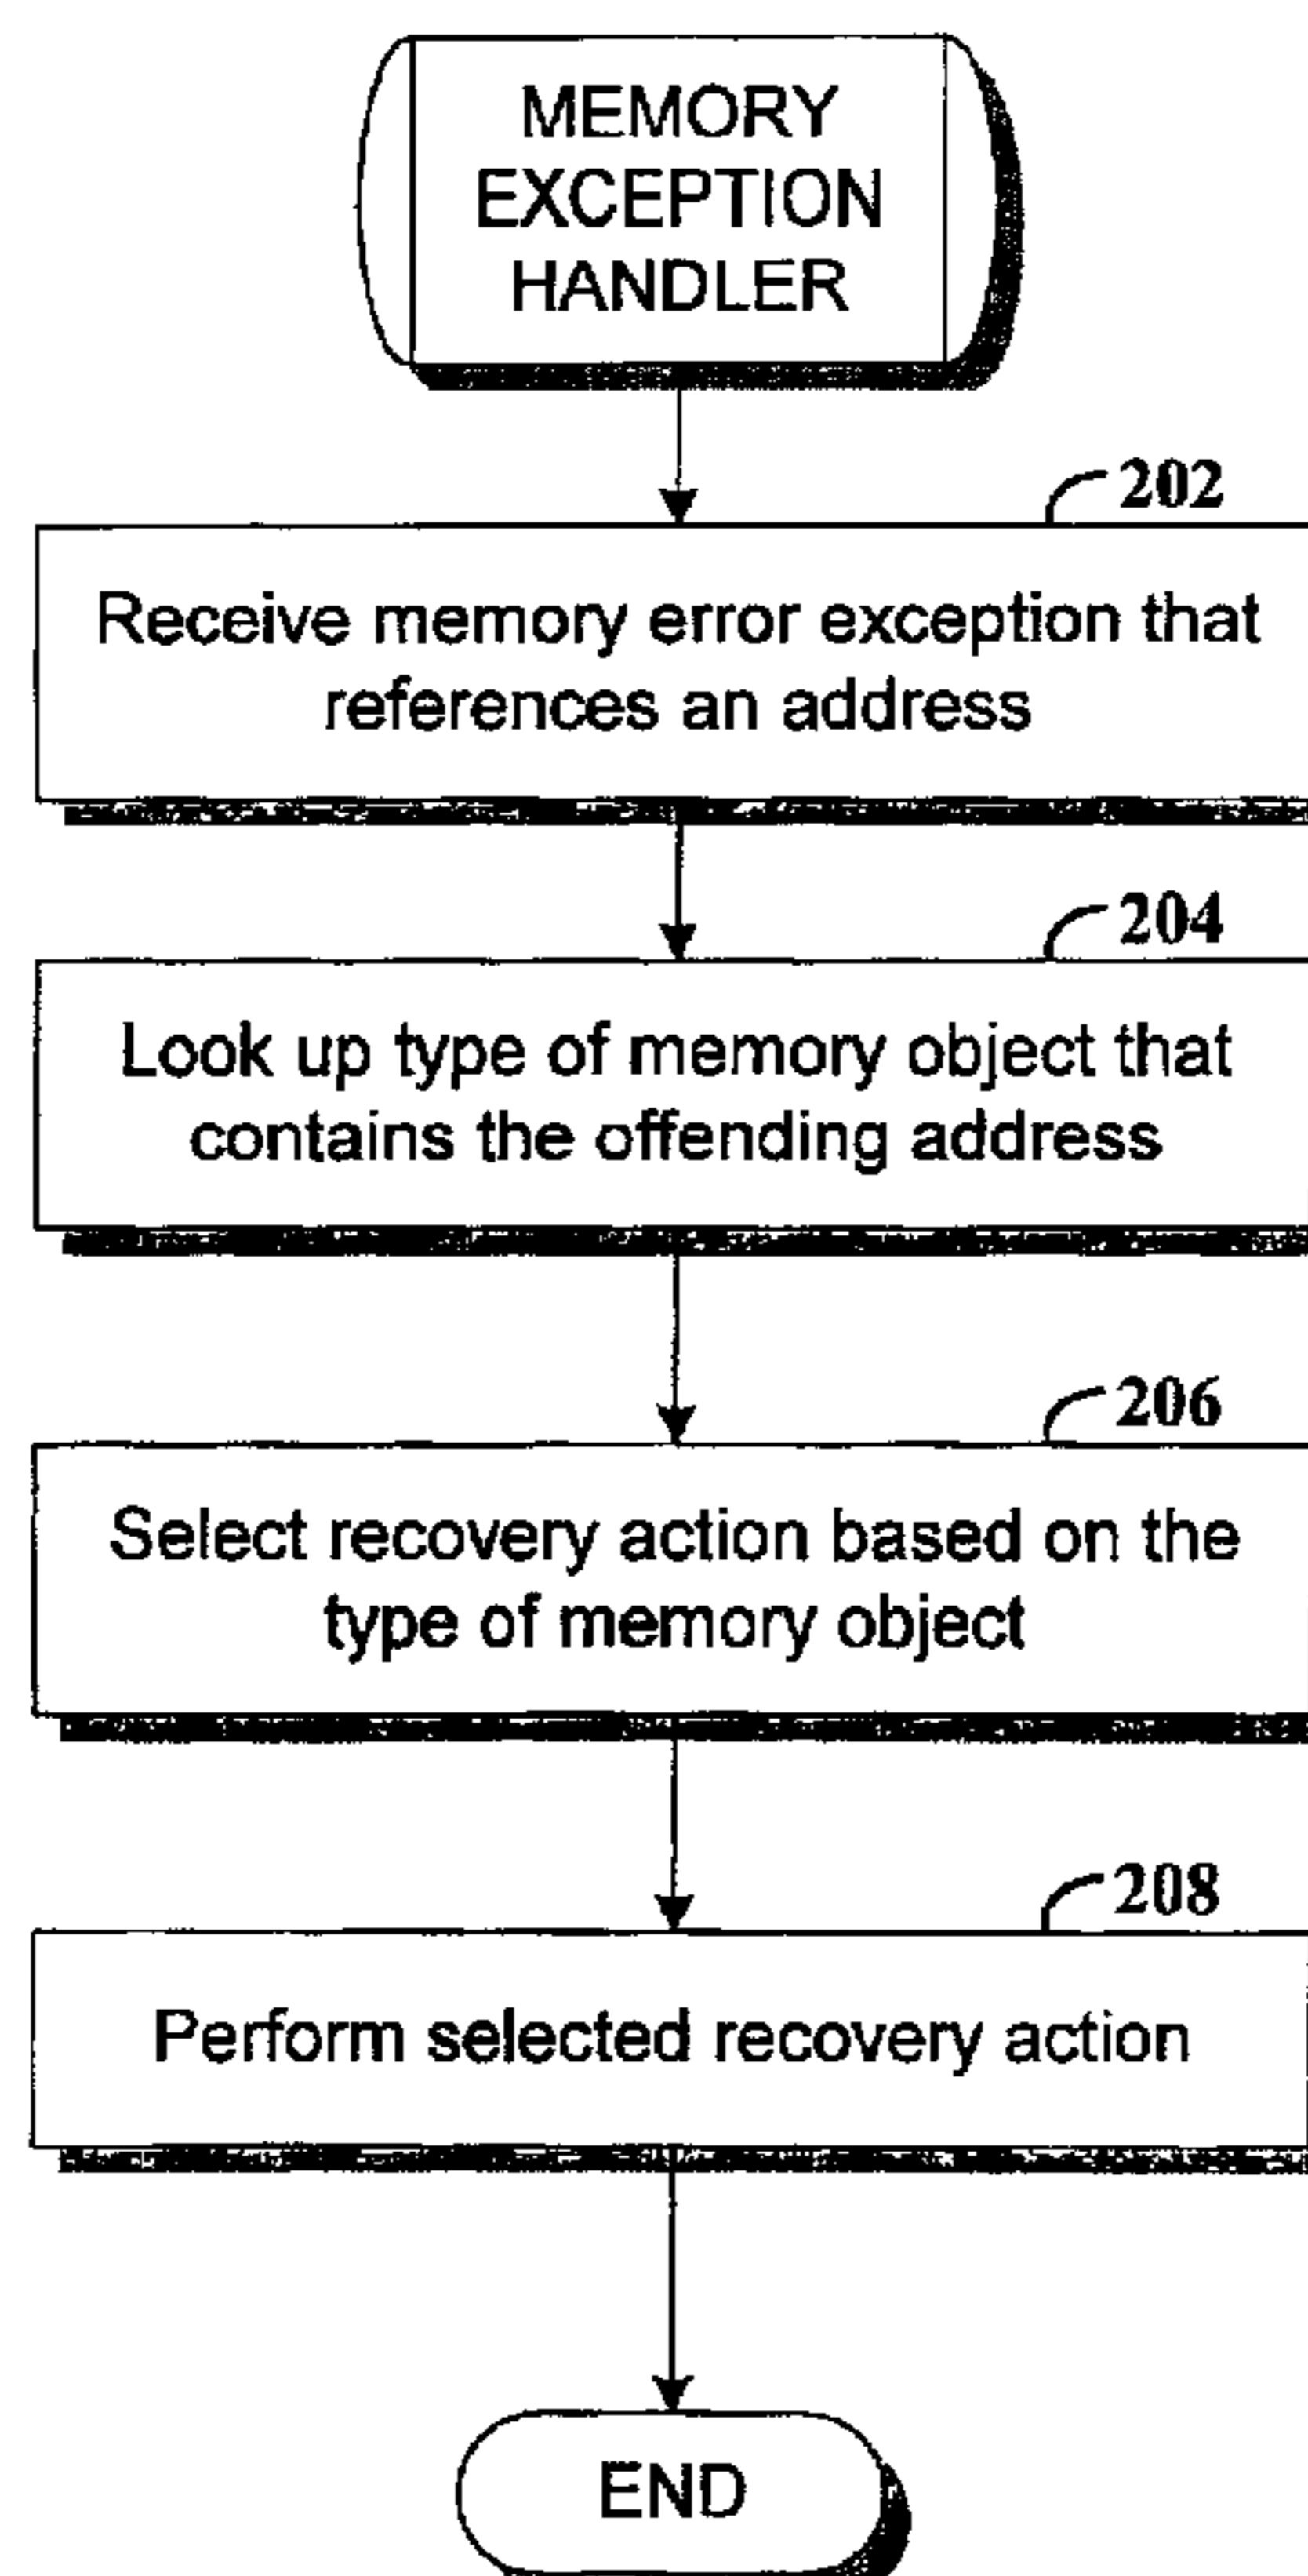 MEMORY
EXCEPTION
HANDLER
202
Receive memory error exception that
references an address
204
Look up type of memory object that
contains the offending address
206
Select recovery action based on the
type of memory object
208
Perform selected recovery action
END